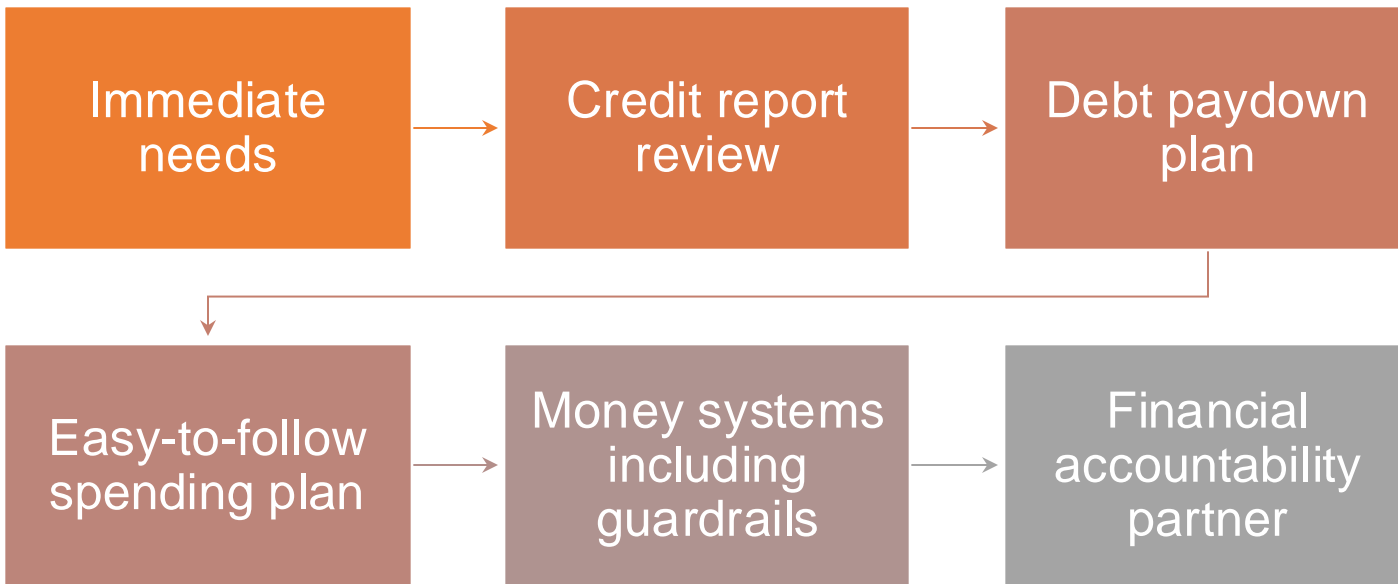 Immediate
needs
Credit report
review
Debt paydown
plan
Easy-to-follow
spending plan
Money systems
including
guardrails
Financial
accountability
partner